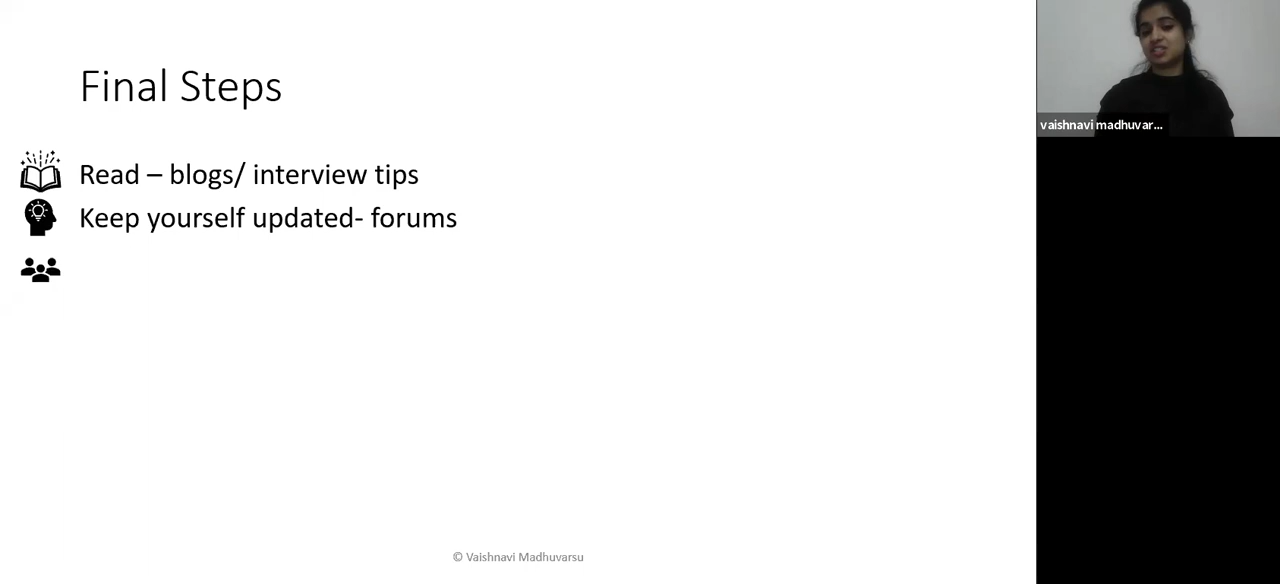 Final Steps
Read – blogs/ interview tips
Keep yourself updated- forums
© Vaishnavi Madhuvarsu
vaishnavi madhuvar...